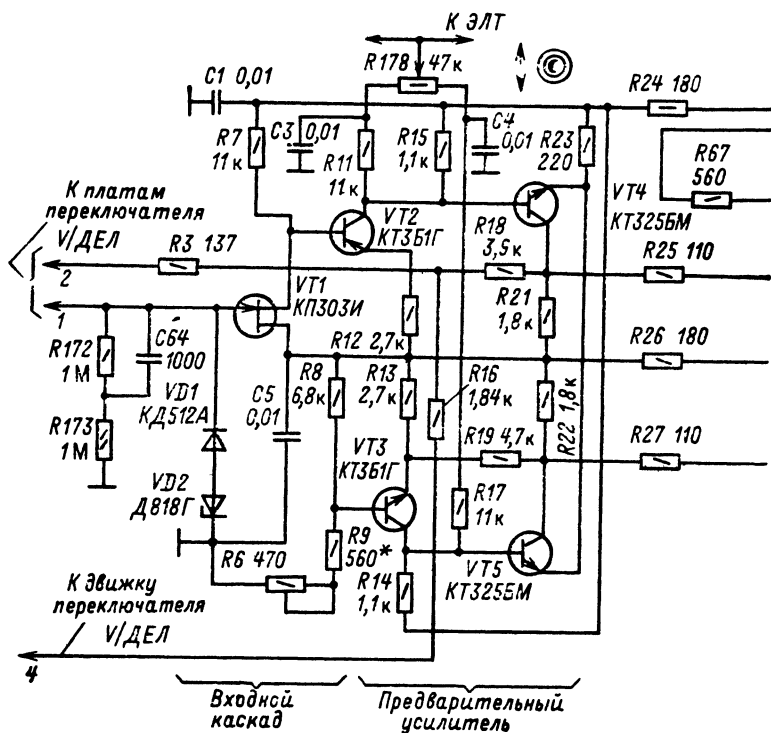 К ЭЛТ
R178 47к
C1 0,01
R24 180
R7
11к
C3 0,01
R11
11к
R15
1,1к
C4
0,01
R23
220
R67
560
К платам
переключателя
V/ДЕЛ
VT2
КТ361Г
VT4
КТ325БМ
R3 137
R18
3,9к
R25 110
2
1
VT1
КП303И
R21
1,8к
R172
1М
C64
1000
R12 2,7к
R26 180
VD1
КД512А
C5
0,01
R8
6,8к
R13
2,7к
R16
1,84к
R22 1,8к
R173
1М
VT3
КТ361Г
R19 4,7к
R27 110
VD2
Д818Г
R17
11к
R6 470
R9
560*
VT5
КТ325БМ
R14
1,1к
К движку
переключателя
V/ДЕЛ
4
Входной
каскад
Предварительный
усилитель